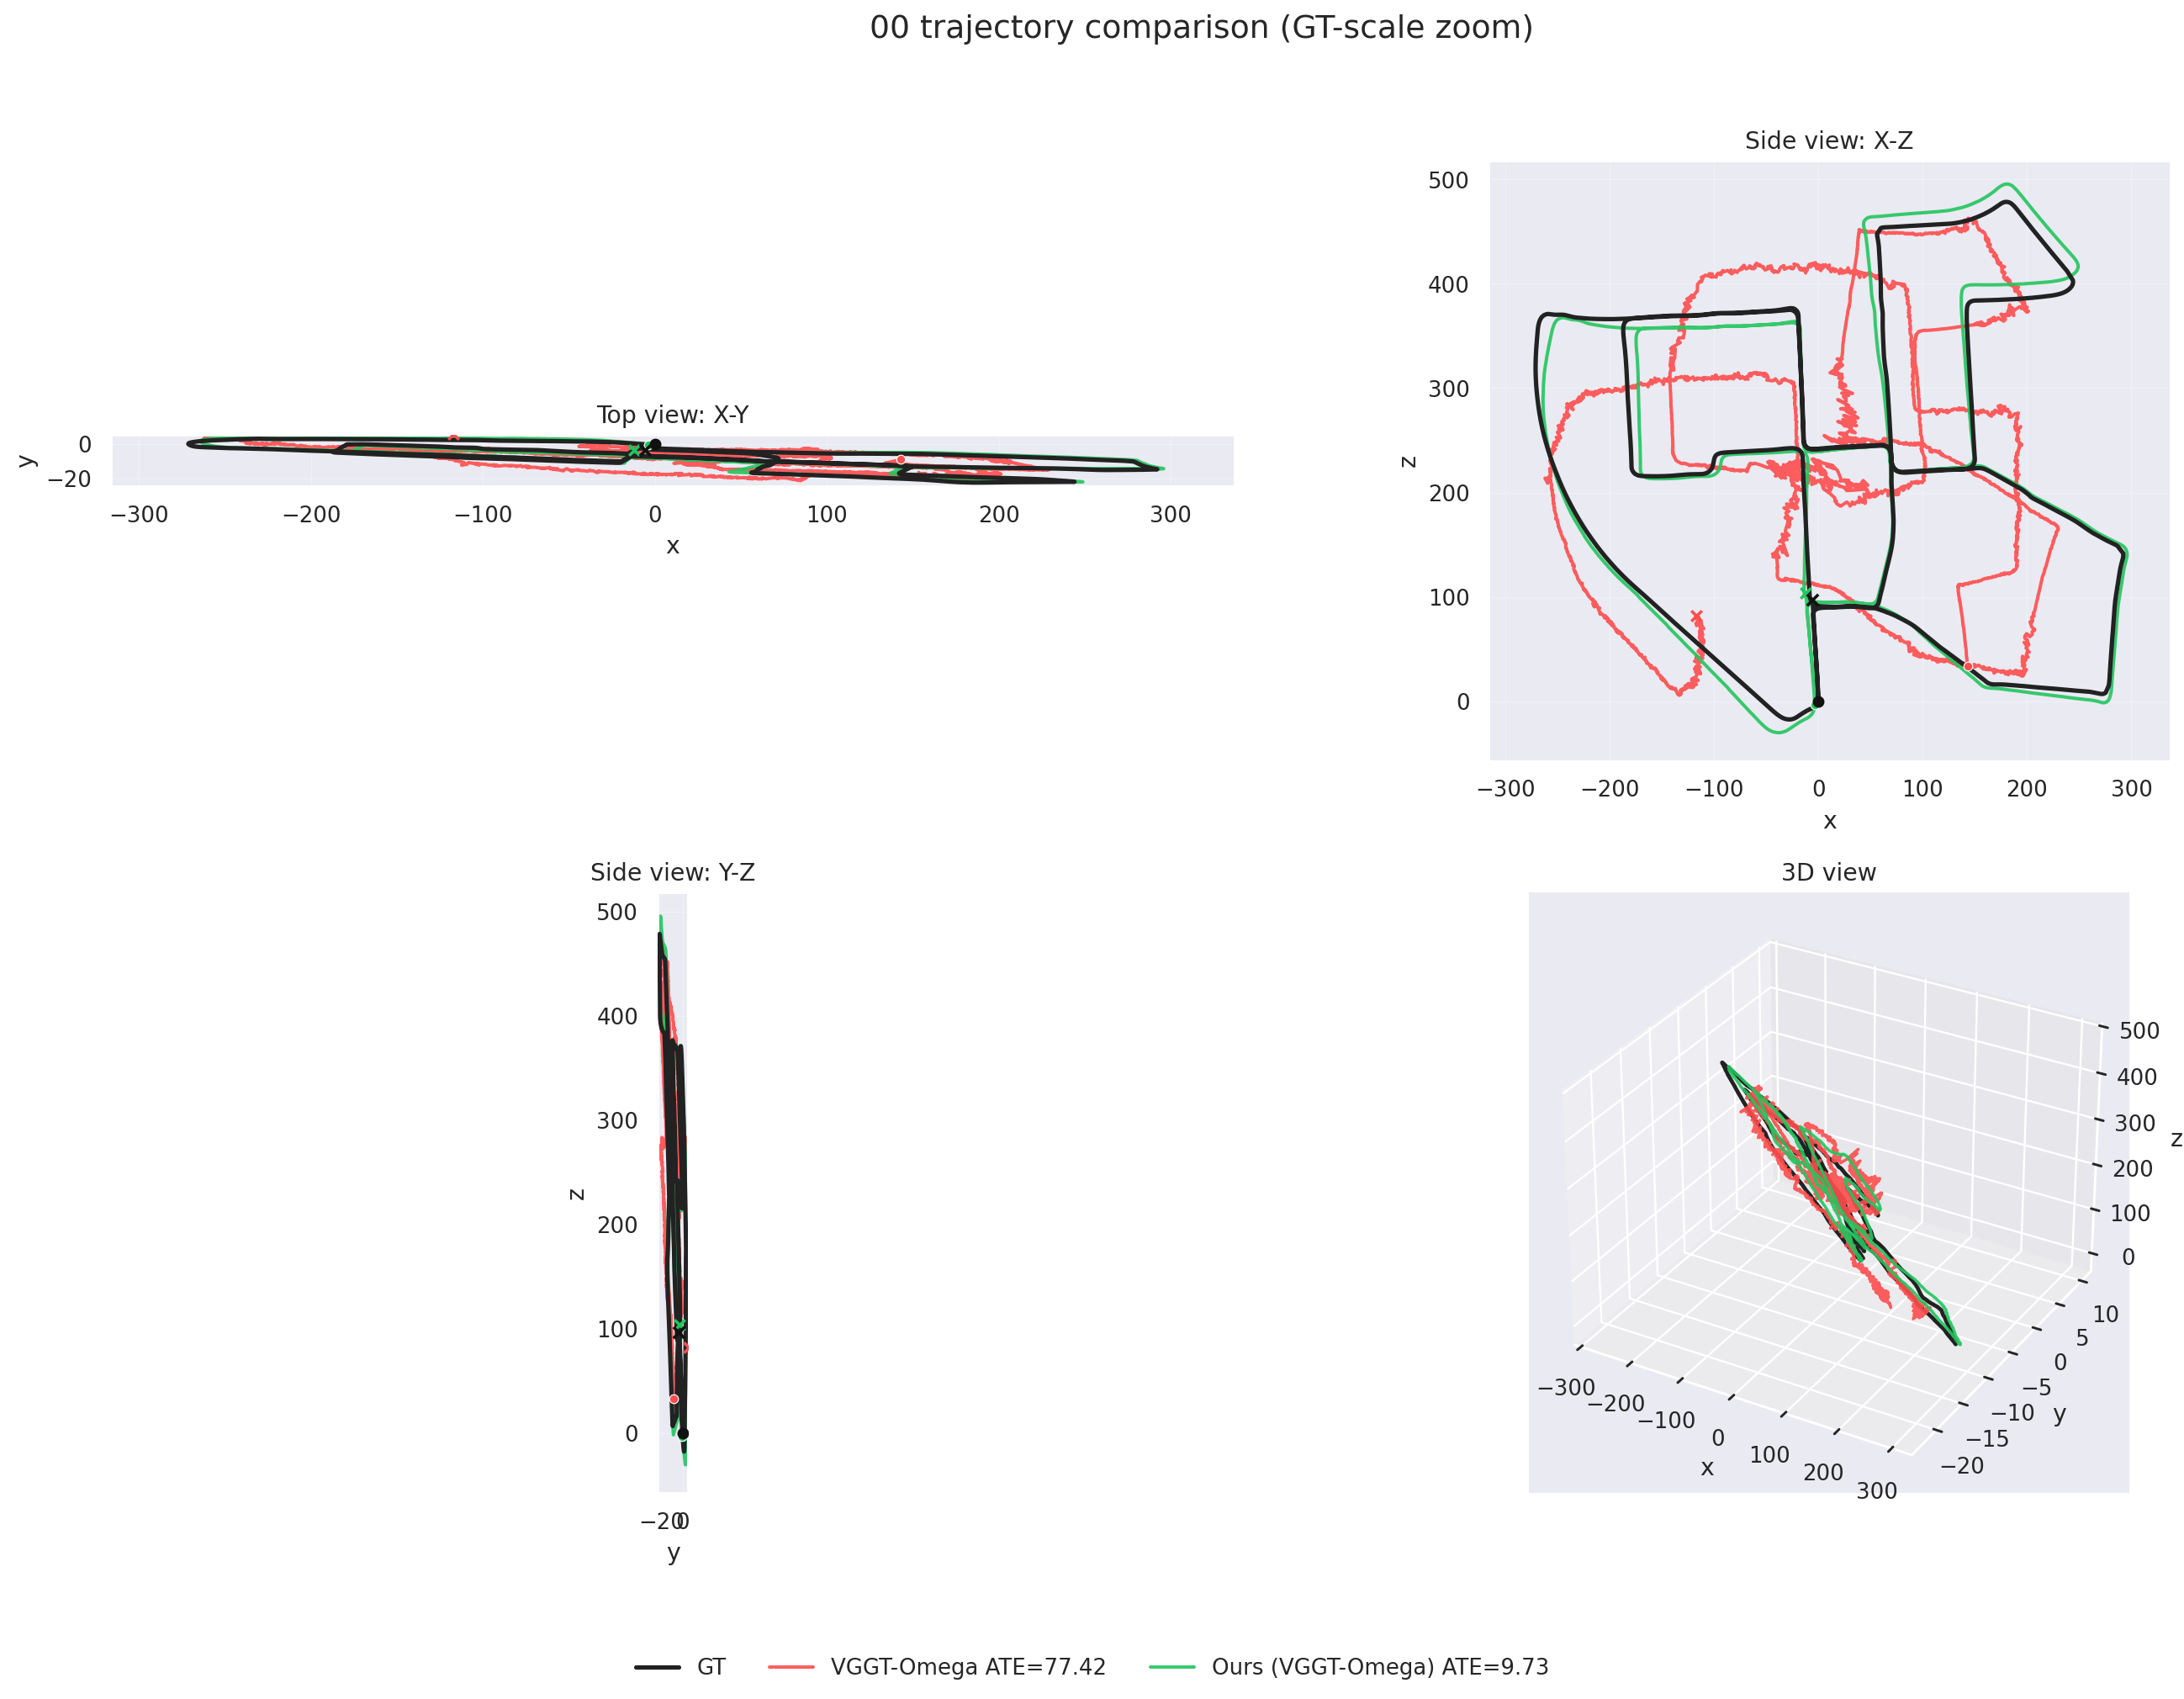 00 trajectory comparison (GT-scale zoom)
Top view: X-Y
0
−20
y
−300 −200 −100 0 100 200 300
x
Side view: X-Z
500
400
300
200
100
0
z
−300 −200 −100 0 100 200 300
x
Side view: Y-Z
500
400
300
200
100
0
z
−20 0
y
3D view
500
400
300
200
100
0
z
10
5
0
−5
−10
−15
−20
y
−300
−200
−100
0
100
200
300
x
GT VGGT-Omega ATE=77.42 Ours (VGGT-Omega) ATE=9.73